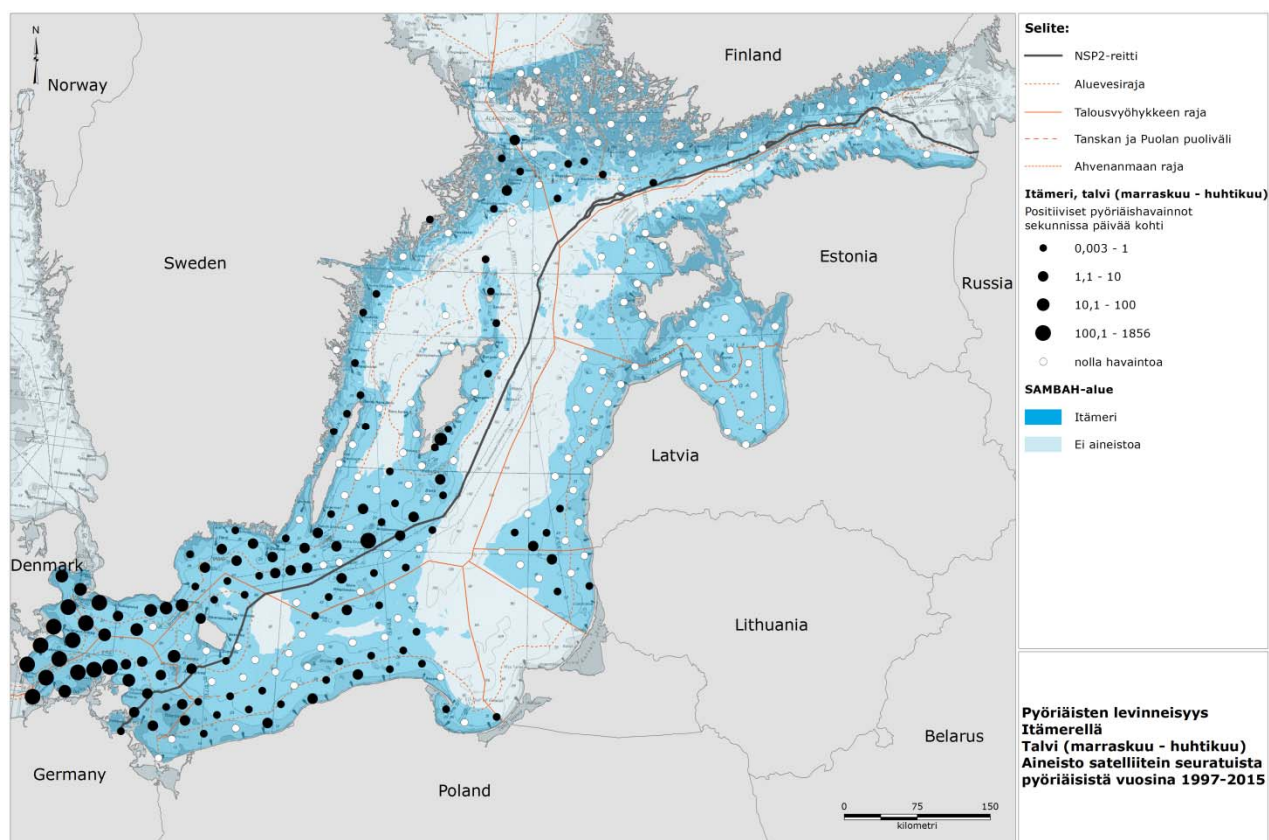 N
Norway
Finland
Sweden
Estonia
Russia
Latvia
Denmark
Lithuania
Belarus
Germany
Poland
0 75 150
kilometri
Selite:
NSP2-reitti
Aluevesiraja
Talousvyöhykkeen raja
Tanskan ja Puolan puoliväli
Ahvenanmaan raja
Itämeri, talvi (marraskuu - huhtikuu)
Positiiviset pyöriäishavainnot
sekunnissa päivää kohti
0,003 - 1
1,1 - 10
10,1 - 100
100,1 - 1856
nolla havaintoa
SAMBAH-alue
Itämeri
Ei aineistoa
Pyöriäisten levinneisyys
Itämerellä
Talvi (marraskuu - huhtikuu)
Aineisto satelliitein seuratuista
pyöriäisistä vuosina 1997-2015